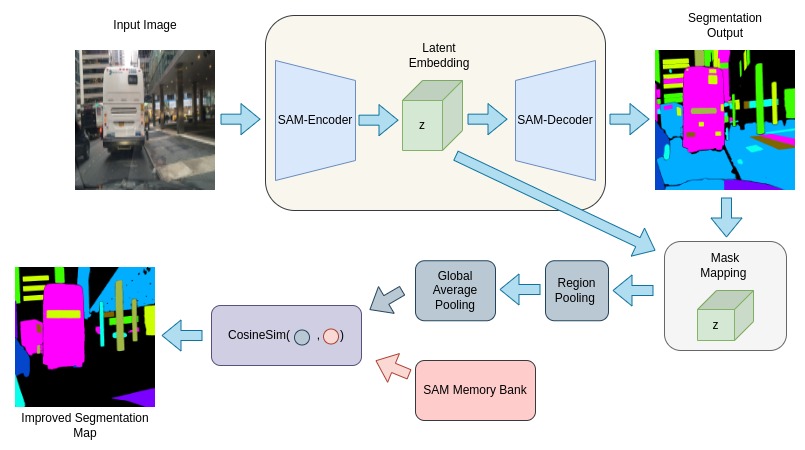 Input Image
Latent
Embedding
Segmentation
Output
SAM-Encoder
z
SAM-Decoder
Mask
Mapping
z
Region
Pooling
Global
Average
Pooling
CosineSim( , )
SAM Memory Bank
Improved Segmentation
Map